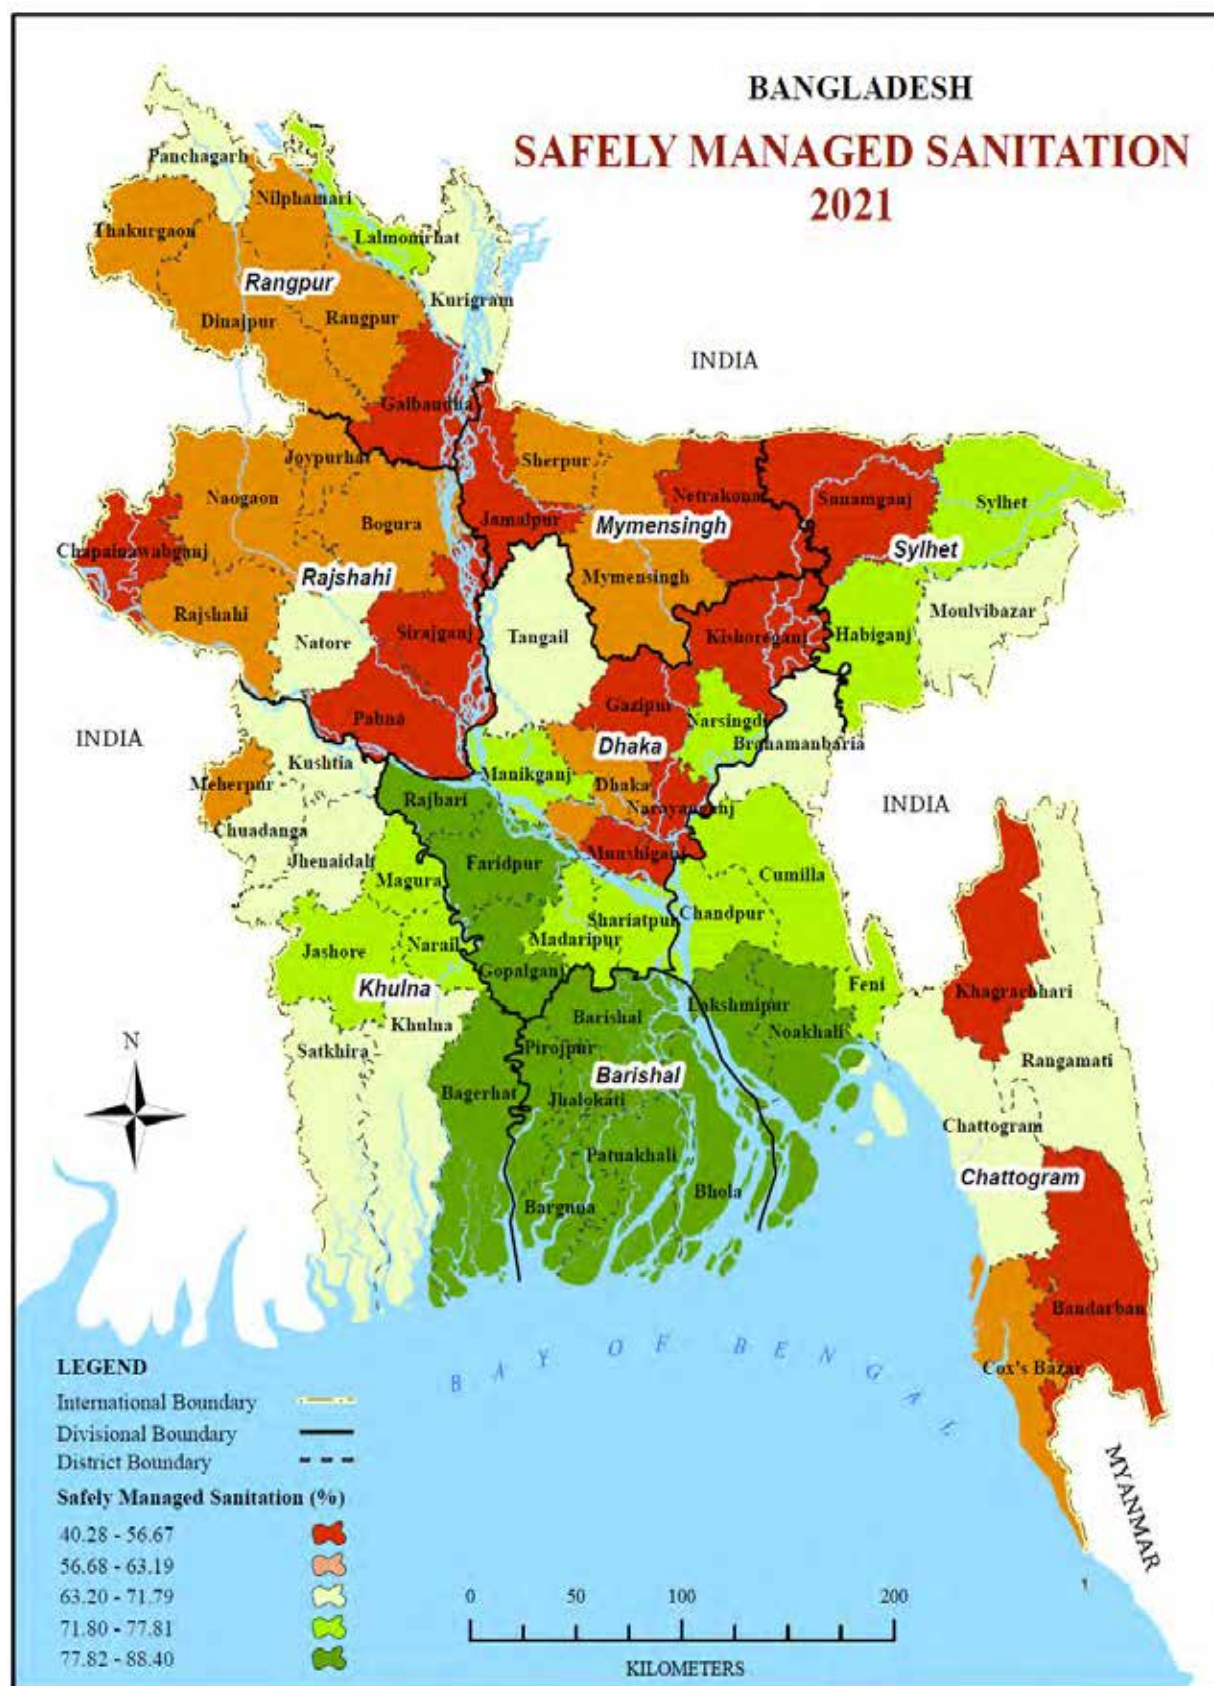 BANGLADESH
SAFELY MANAGED SANITATION
2021
Panchagarh
Nilphamari
Thakurgaon
Lalmonirhat
Rangpur
Kurigram
Dinajpur
Rangpur
INDIA
Gaibandha
Joypurhat
Sherpur
Naogaon
Netrakona
Sunamganj
Sylhet
Bogura
Jamalpur
Mymensingh
Chapainawabganj
Sylhet
Rajshahi
Mymensingh
Rajshahi
Moulvibazar
Natore
Sirajganj
Tangail
Kishoreganj
Habiganj
Pabna
Gazipur
Narsingdi
INDIA
Dhaka
Brahamanbaria
Kushtia
Manikganj
Meherpur
Dhaka
Rajbari
Narayanganj
INDIA
Chuadanga
Jhenaidah
Faridpur
Munshiganj
Magura
Cumilla
Shariatpur
Chandpur
Jashore
Narail
Madaripur
Gopalganj
Feni
Khulna
Khagrachhari
Lakshmipur
Khulna
Barishal
Noakhali
Satkhira
Pirojpur
Rangamati
N
Barishal
Bagerhat
Jhalokati
Chattogram
Patuakhali
Chattogram
Bhola
Barguna
Bandarban
BAY OF BENGAL
Cox's Bazar
MYANMAR
LEGEND
International Boundary
Divisional Boundary
District Boundary
Safely Managed Sanitation (%)
40.28 - 56.67
56.68 - 63.19
63.20 - 71.79
71.80 - 77.81
77.82 - 88.40
0 50 100 200
KILOMETERS